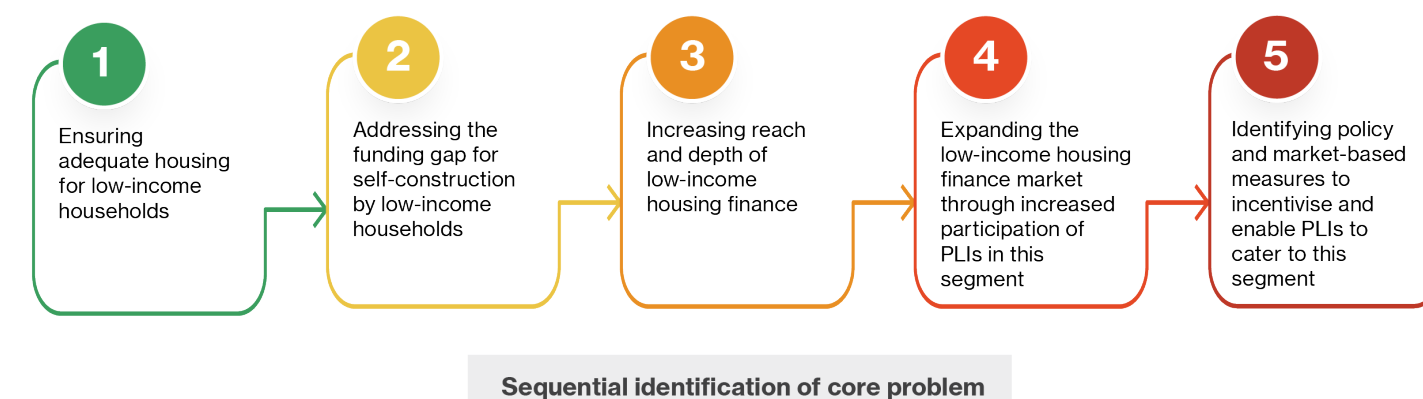 1
Ensuring
adequate housing
for low-income
households
2
Addressing the
funding gap for
self-construction
by low-income
households
3
Increasing reach
and depth of
low-income
housing finance
4
Expanding the
low-income housing
finance market
through increased
participation of
PLIs in this
segment
5
Identifying policy
and market-based
measures to
incentivise and
enable PLIs to
cater to this
segment
Sequential identification of core problem